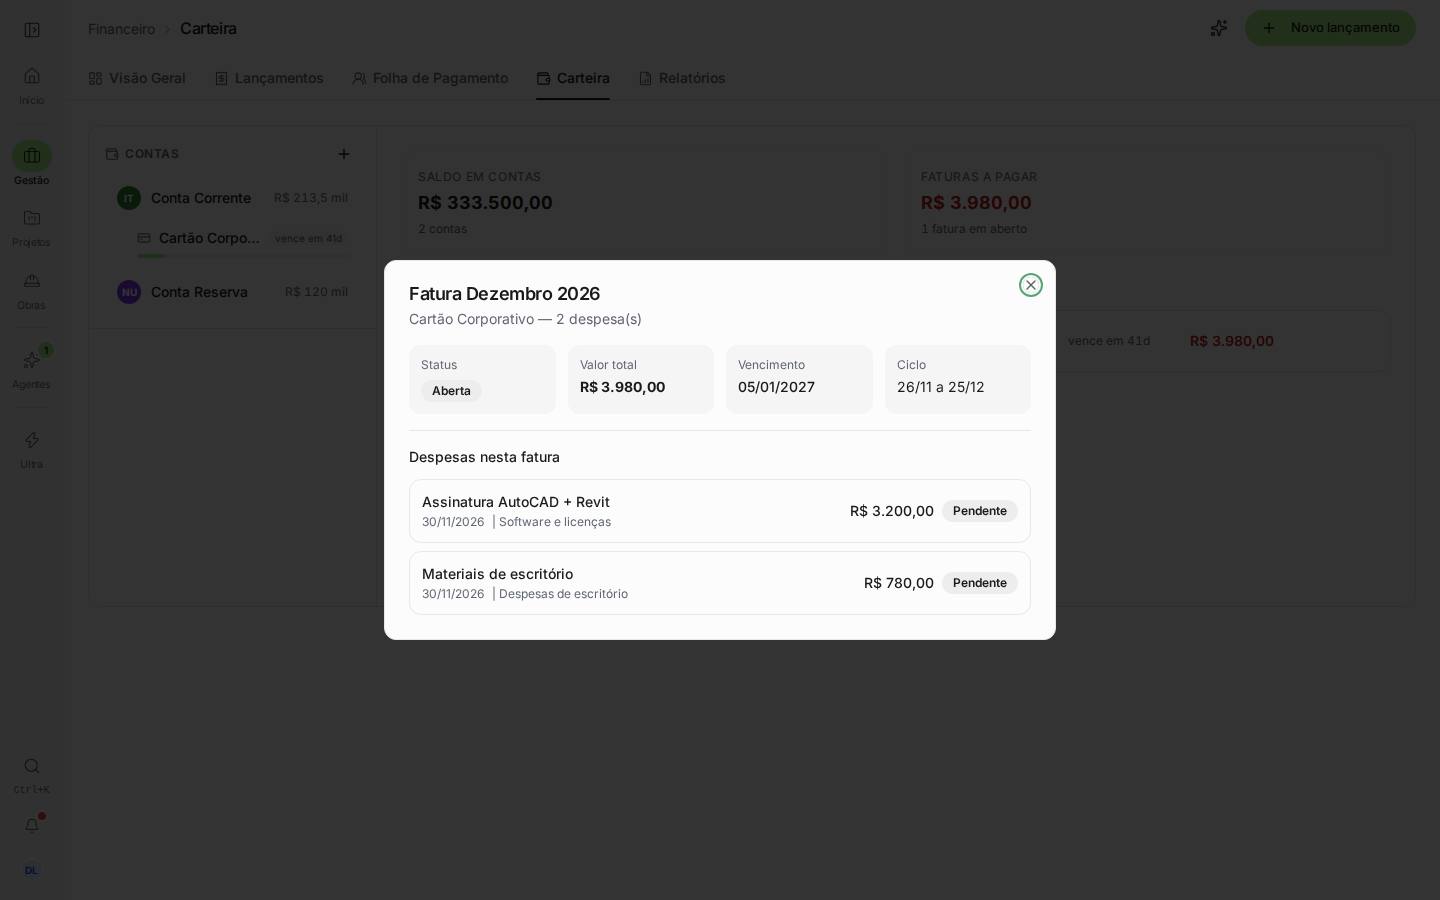 Financeiro > Carteira
Novo lançamento
Início
Gestão
Projetos
Obras
1
Agentes
Ultra
Ctrl+K
DL
Visão Geral
Lançamentos
Folha de Pagamento
Carteira
Relatórios
CONTAS
IT Conta Corrente R$ 213,5 mil
Cartão Corpo... vence em 41d
NU Conta Reserva R$ 120 mil
SALDO EM CONTAS
R$ 333.500,00
2 contas
FATURAS A PAGAR
R$ 3.980,00
1 fatura em aberto
vence em 41d R$ 3.980,00
Fatura Dezembro 2026
Cartão Corporativo — 2 despesa(s)
Status
Aberta
Valor total
R$ 3.980,00
Vencimento
05/01/2027
Ciclo
26/11 a 25/12
Despesas nesta fatura
Assinatura AutoCAD + Revit
30/11/2026 | Software e licenças
R$ 3.200,00 Pendente
Materiais de escritório
30/11/2026 | Despesas de escritório
R$ 780,00 Pendente